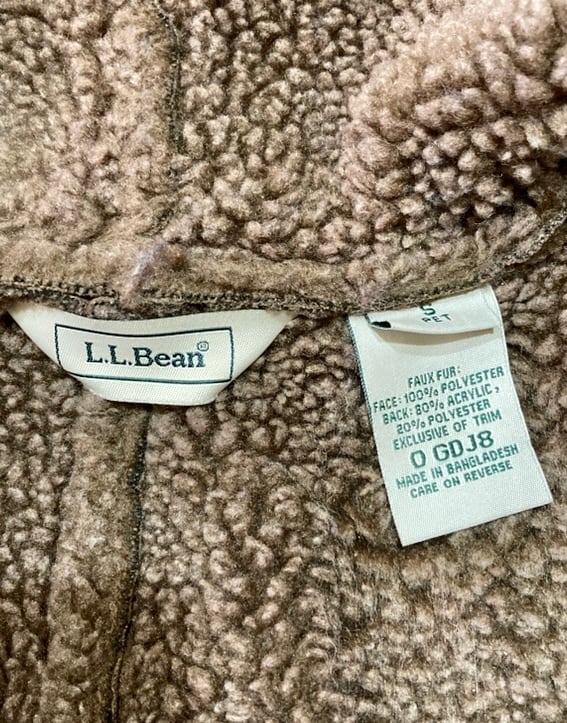 L.L.Bean®
S
PET
FAUX FUR:
FACE: 100% POLYESTER
BACK: 80% ACRYLIC,
20% POLYESTER
EXCLUSIVE OF TRIM
0 GDJ8
MADE IN BANGLADESH
CARE ON REVERSE